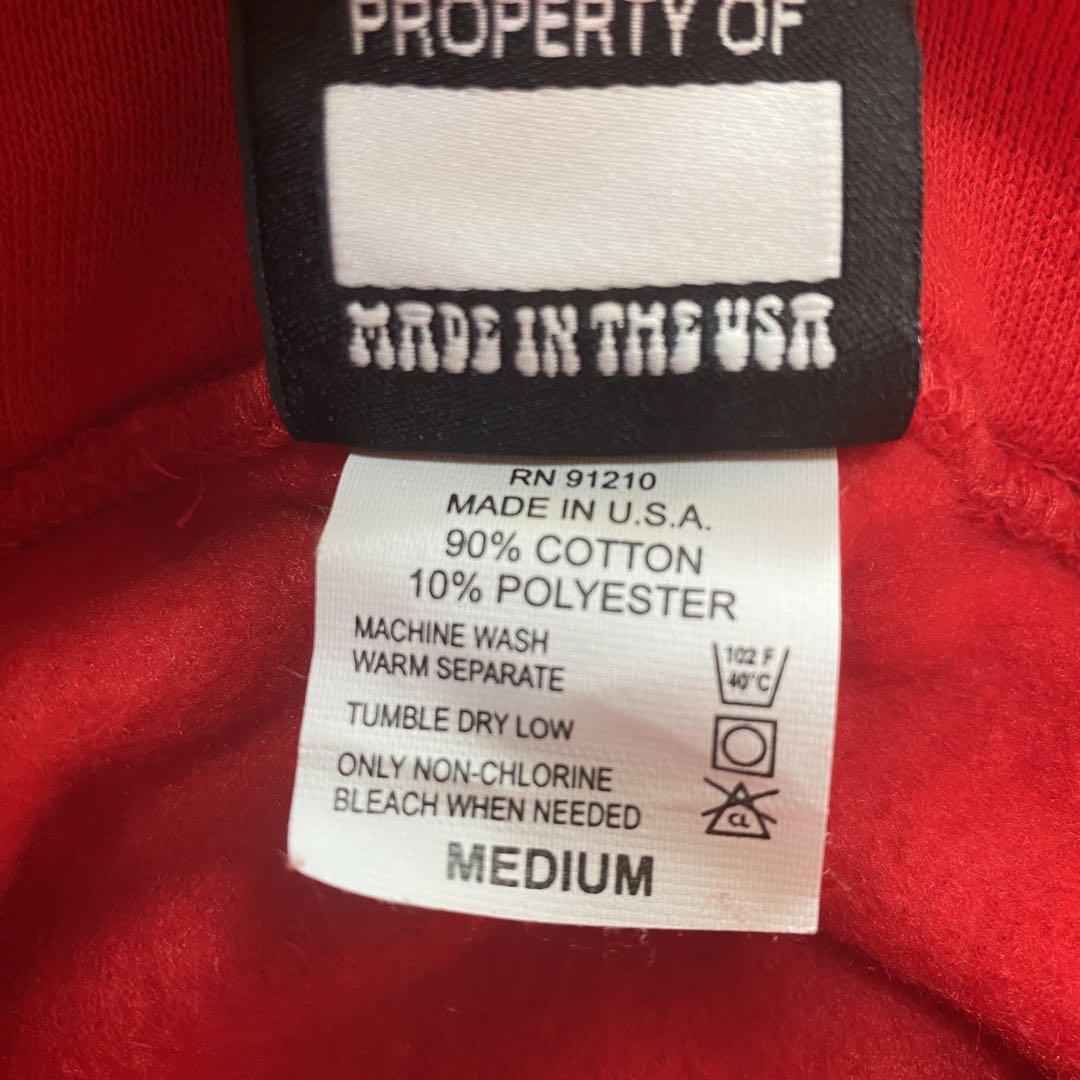 PROPERTY OF
MADE IN THE USA
RN 91210
MADE IN U.S.A.
90% COTTON
10% POLYESTER
MACHINE WASH
WARM SEPARATE
102 F
40°C
TUMBLE DRY LOW
ONLY NON-CHLORINE
BLEACH WHEN NEEDED
CL
MEDIUM